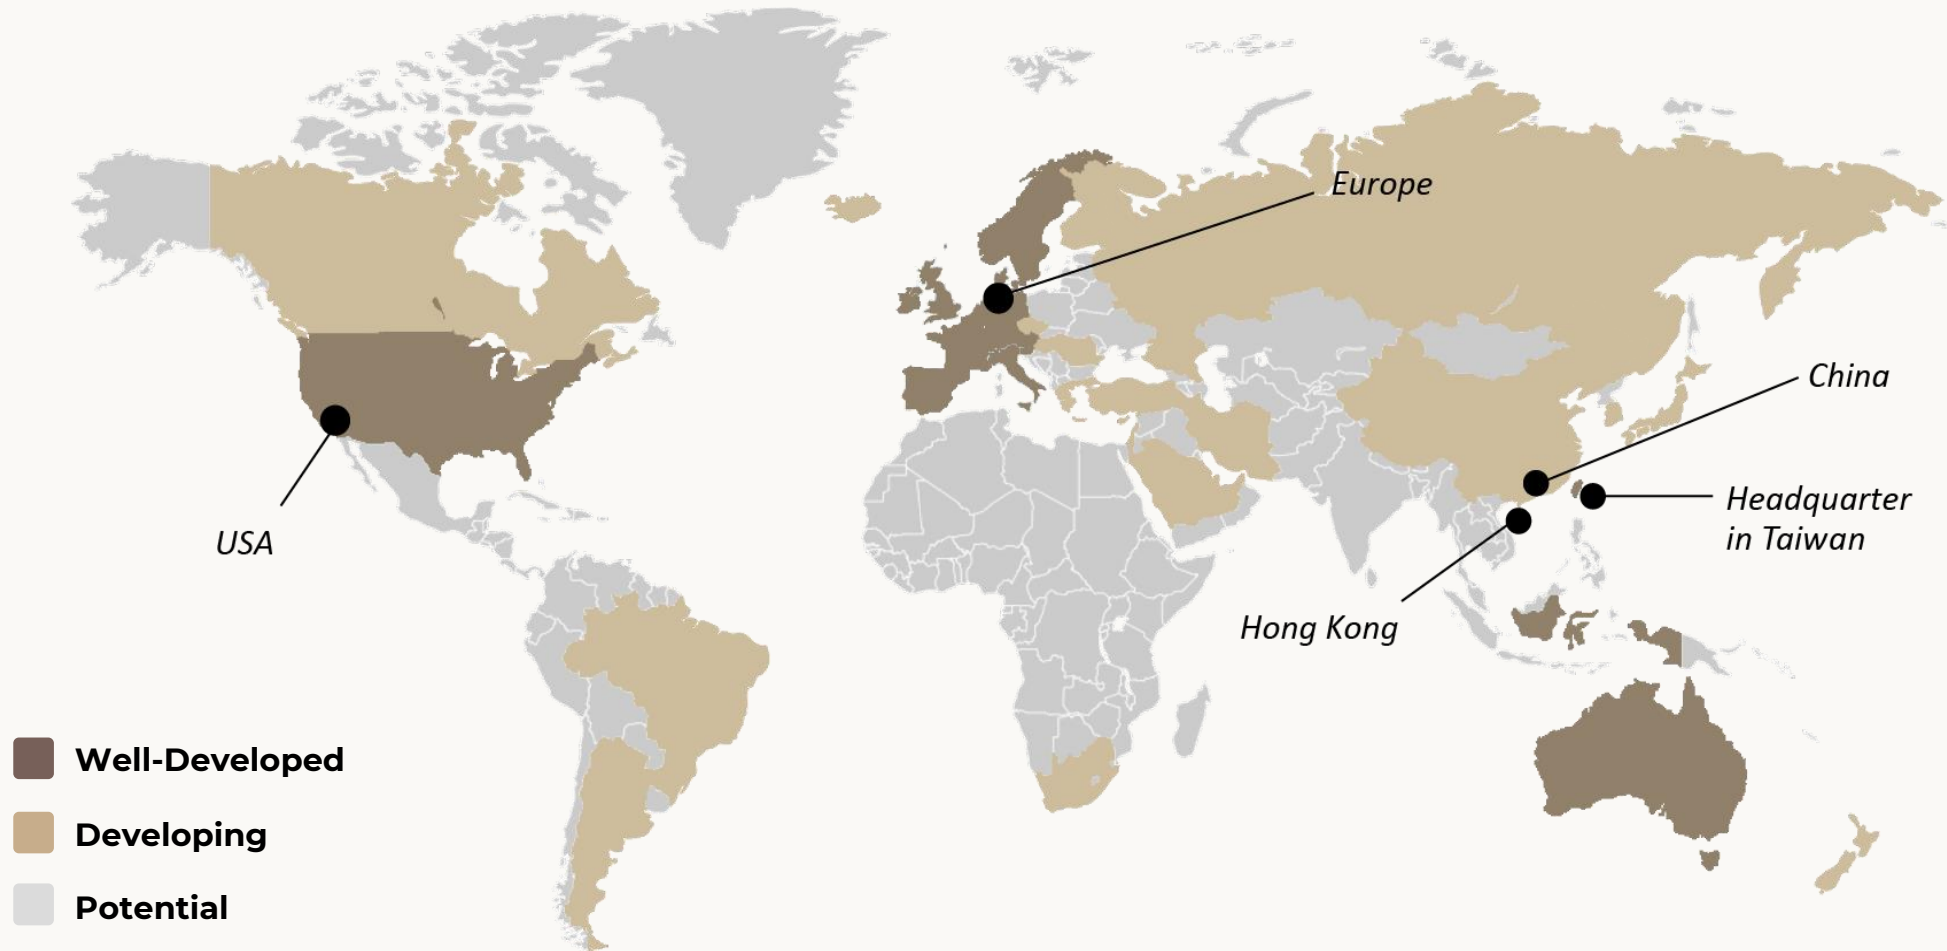 Europe
China
Headquarter
in Taiwan
USA
Hong Kong
Well-Developed
Developing
Potential